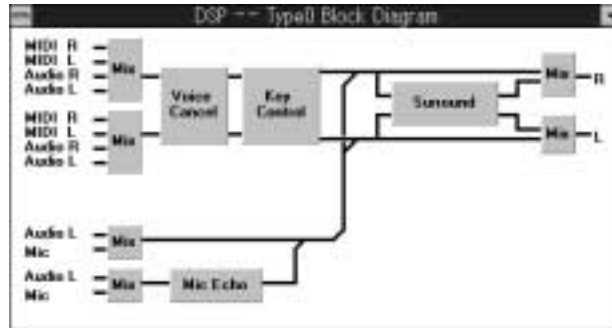 DSP -- Type0 Block Diagram
MIDI R
MIDI L
Audio R
Audio L
Mix
MIDI R
MIDI L
Audio R
Audio L
Mix
Voice
Cancel
Key
Control
Surround
Mix
R
Mix
L
Audio L
Mic
Mix
Audio L
Mic
Mix
Mic Echo